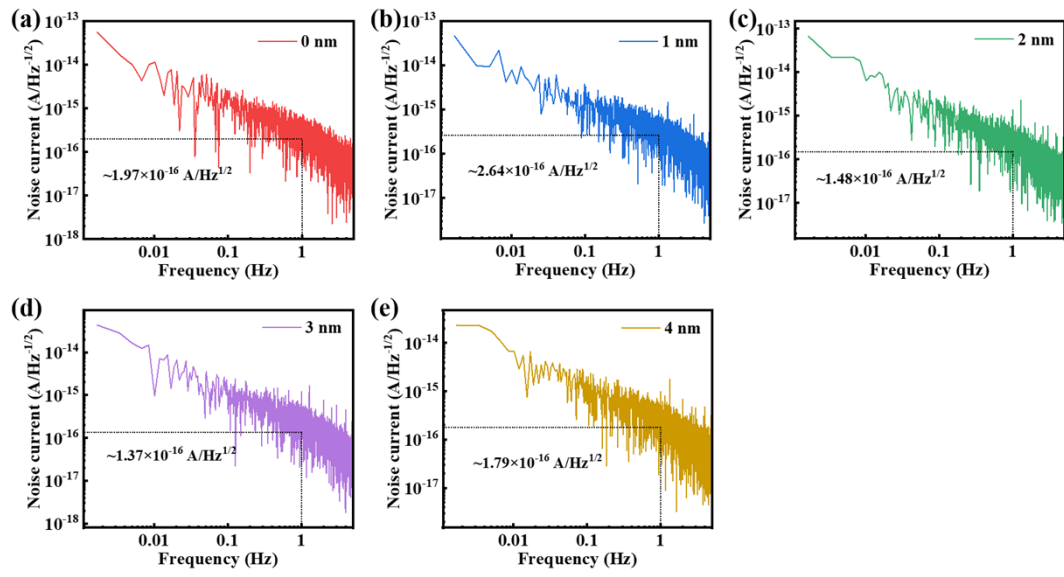 (a)
Noise current (A/Hz^-1/2)
10^-13
10^-14
10^-15
10^-16
10^-17
10^-18
0 nm
~1.97×10^-16 A/Hz^1/2
0.01 0.1 1
Frequency (Hz)
(b)
Noise current (A/Hz^-1/2)
10^-14
10^-15
10^-16
10^-17
1 nm
~2.64×10^-16 A/Hz^1/2
0.01 0.1 1
Frequency (Hz)
(c)
Noise current (A/Hz^-1/2)
10^-13
10^-14
10^-15
10^-16
10^-17
2 nm
~1.48×10^-16 A/Hz^1/2
0.01 0.1 1
Frequency (Hz)
(d)
Noise current (A/Hz^-1/2)
10^-14
10^-15
10^-16
10^-17
10^-18
3 nm
~1.37×10^-16 A/Hz^1/2
0.01 0.1 1
Frequency (Hz)
(e)
Noise current (A/Hz^-1/2)
10^-14
10^-15
10^-16
10^-17
4 nm
~1.79×10^-16 A/Hz^1/2
0.01 0.1 1
Frequency (Hz)